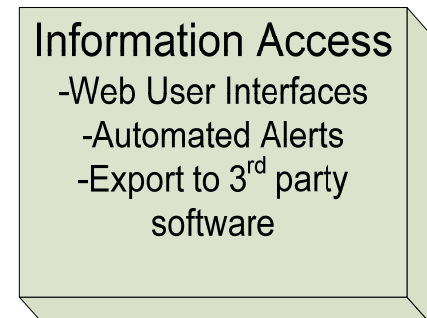 Information Access
-Web User Interfaces
-Automated Alerts
-Export to 3rd party
software